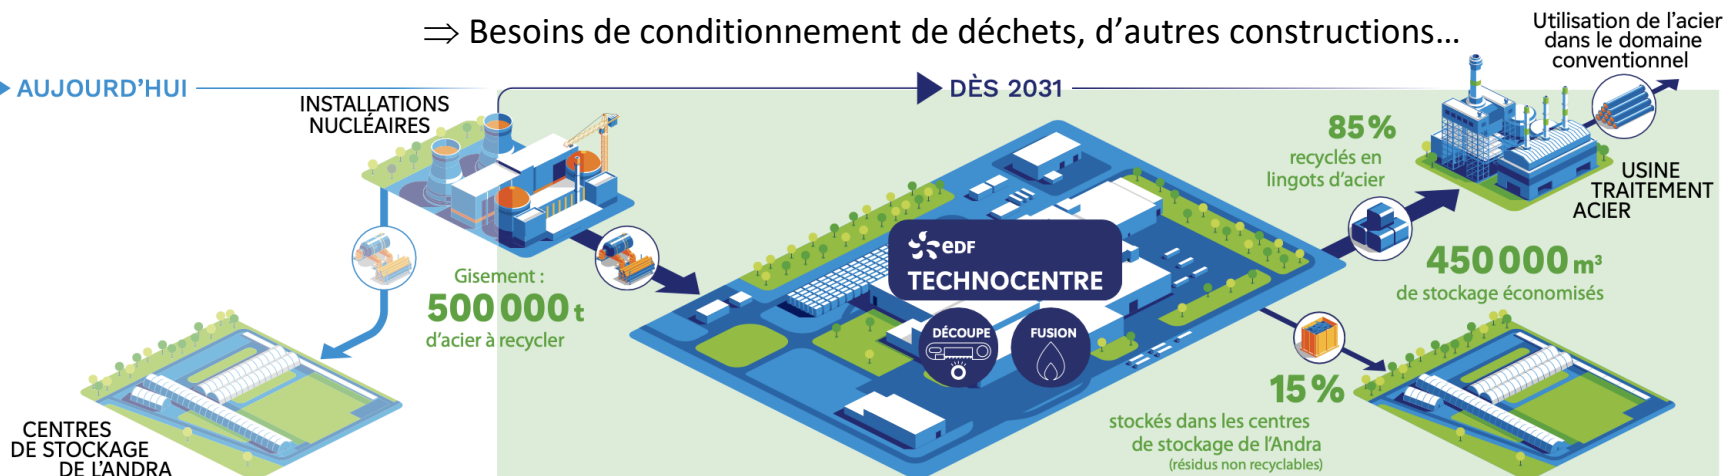 ⇒ Besoins de conditionnement de déchets, d’autres constructions…
AUJOURD’HUI
DÈS 2031
INSTALLATIONS
NUCLÉAIRES
CENTRES
DE STOCKAGE
DE L’ANDRA
Gisement :
500 000 t
d’acier à recycler
eDF
TECHNOCENTRE
DÉCOUPE
FUSION
85 %
recyclés en
lingots d’acier
Utilisation de l’acier
dans le domaine
conventionnel
USINE
TRAITEMENT
ACIER
450 000 m³
de stockage économisés
15 %
stockés dans les centres
de stockage de l’Andra
(résidus non recyclables)